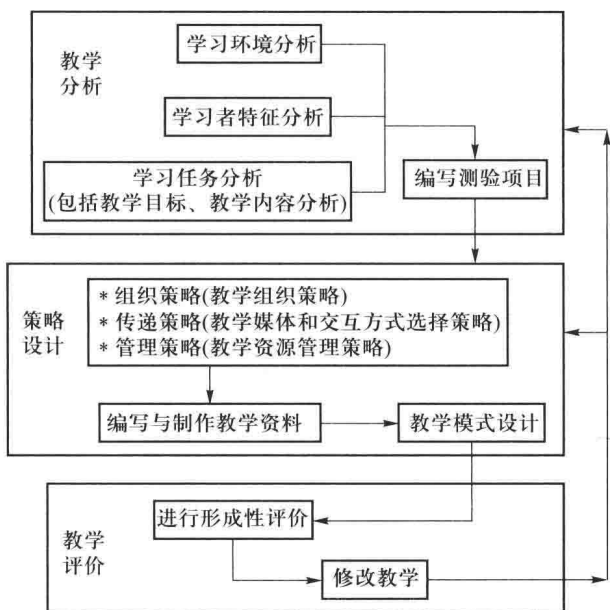 教学
分析
学习环境分析
学习者特征分析
学习任务分析
(包括教学目标、教学内容分析)
编写测验项目
策略
设计
* 组织策略(教学组织策略)
* 传递策略(教学媒体和交互方式选择策略)
* 管理策略(教学资源管理策略)
编写与制作教学资料
教学模式设计
教学
评价
进行形成性评价
修改教学